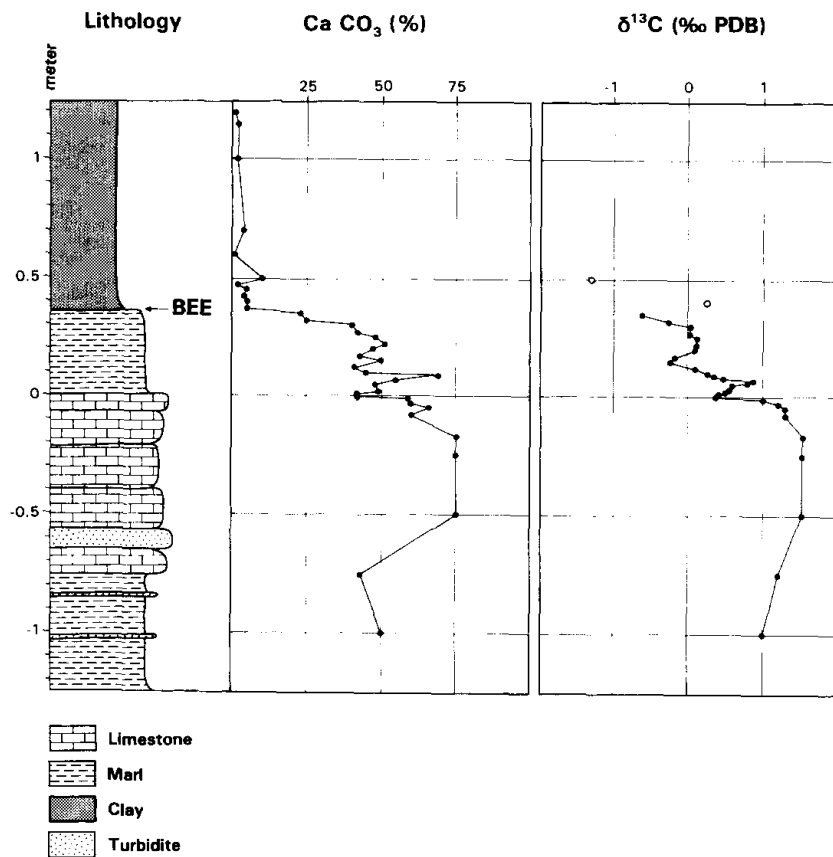 Lithology
Ca CO₃ (%)
δ¹³C (‰ PDB)
meter
25
50
75
-1
0
1
1
0.5
BEE
0
-0.5
-1
Limestone
Marl
Clay
Turbidite